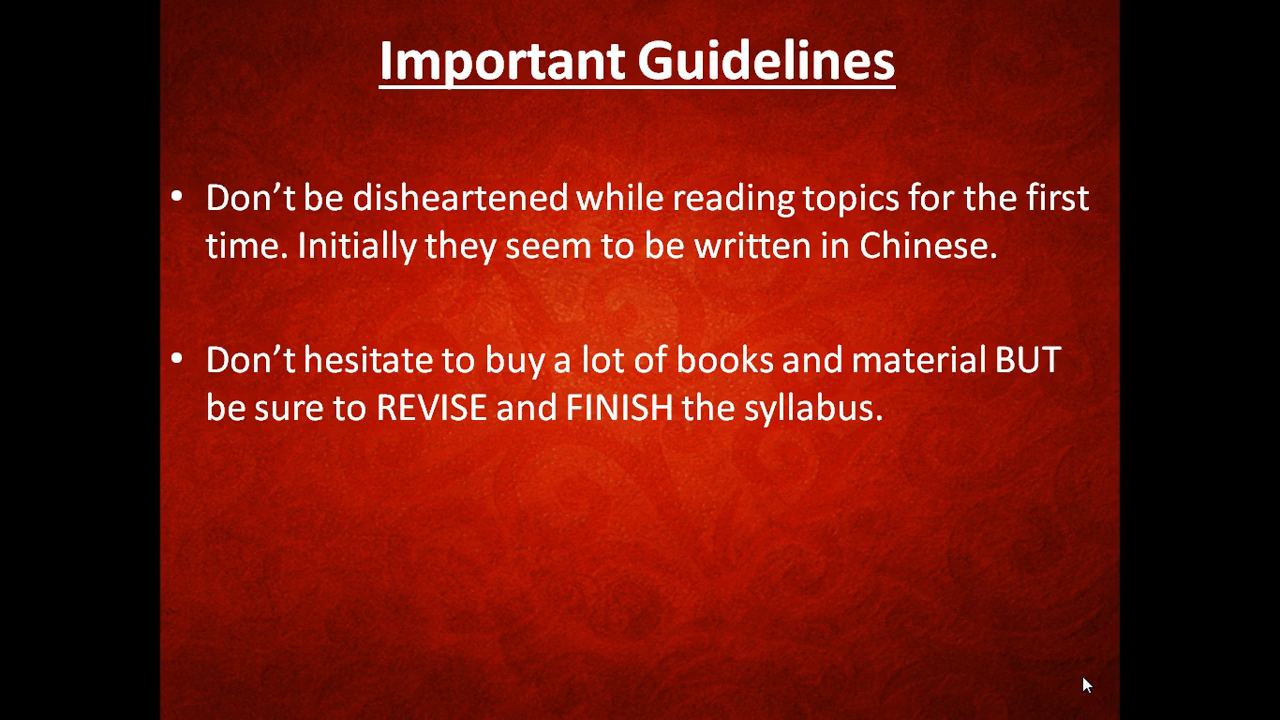 Important Guidelines
• Don’t be disheartened while reading topics for the first
time. Initially they seem to be written in Chinese.
• Don’t hesitate to buy a lot of books and material BUT
be sure to REVISE and FINISH the syllabus.